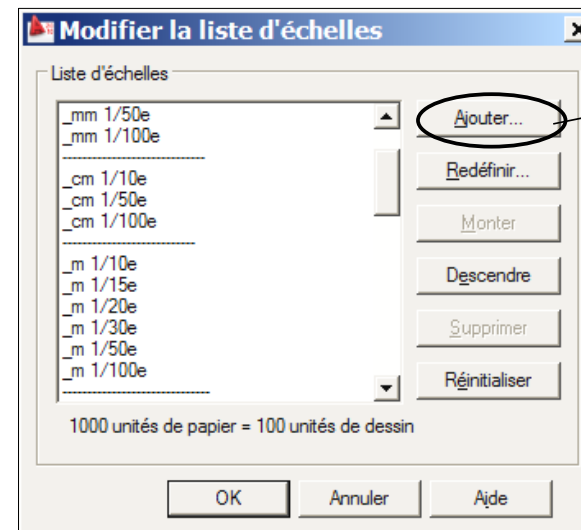 Modifier la liste d'échelles
Liste d'échelles
_mm 1/50e
_mm 1/100e
----------------------------
_cm 1/10e
_cm 1/50e
_cm 1/100e
--------------------------
_m 1/10e
_m 1/15e
_m 1/20e
_m 1/30e
_m 1/50e
_m 1/100e
-----------------------------
Ajouter...
Redéfinir...
Monter
Descendre
Supprimer
Réinitialiser
1000 unités de papier = 100 unités de dessin
OK
Annuler
Aide